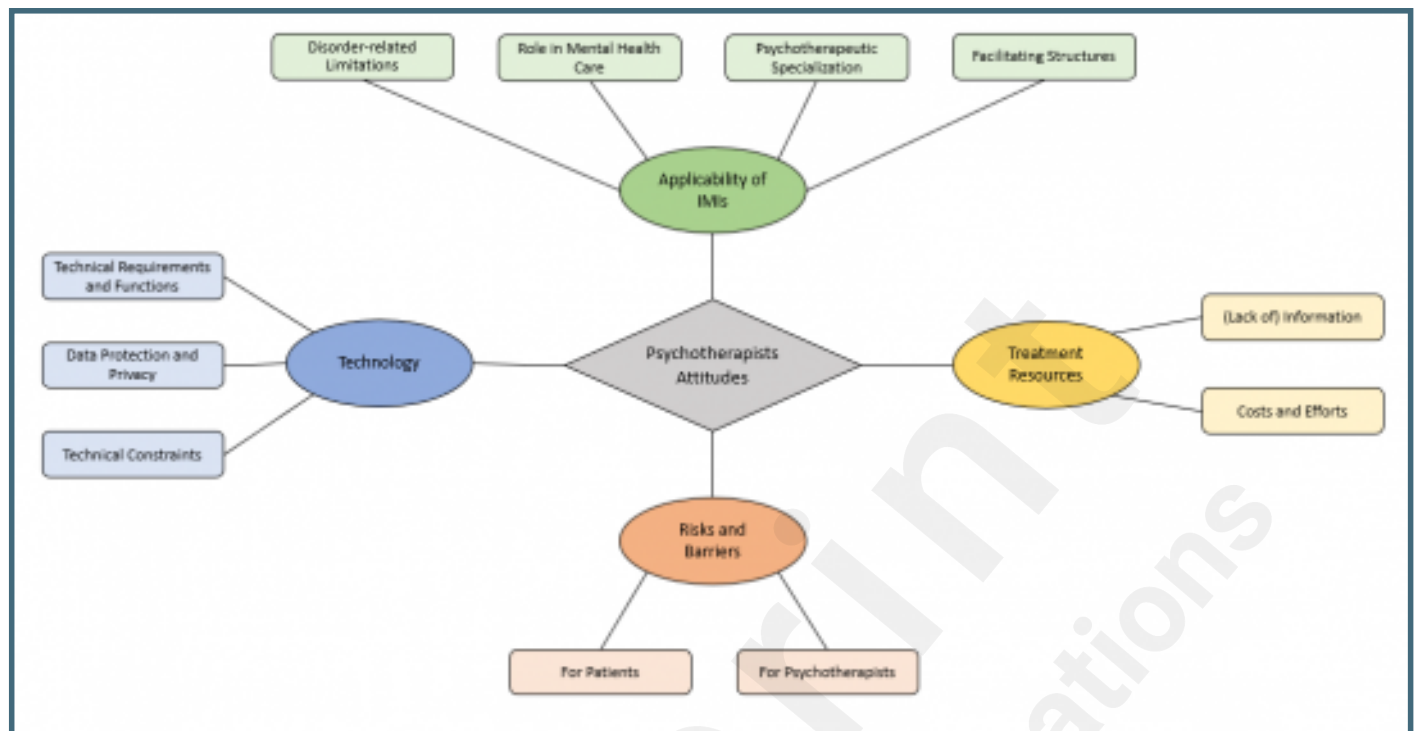 Disorder-related
Limitations
Role in Mental Health
Care
Psychotherapeutic
Specialization
Facilitating Structures
Applicability of
IMIs
Technical Requirements
and Functions
Data Protection and
Privacy
Technical Constraints
Technology
Psychotherapists
Attitudes
Treatment
Resources
(Lack of) Information
Costs and Efforts
Risks and
Barriers
For Patients
For Psychotherapists
rint
ations